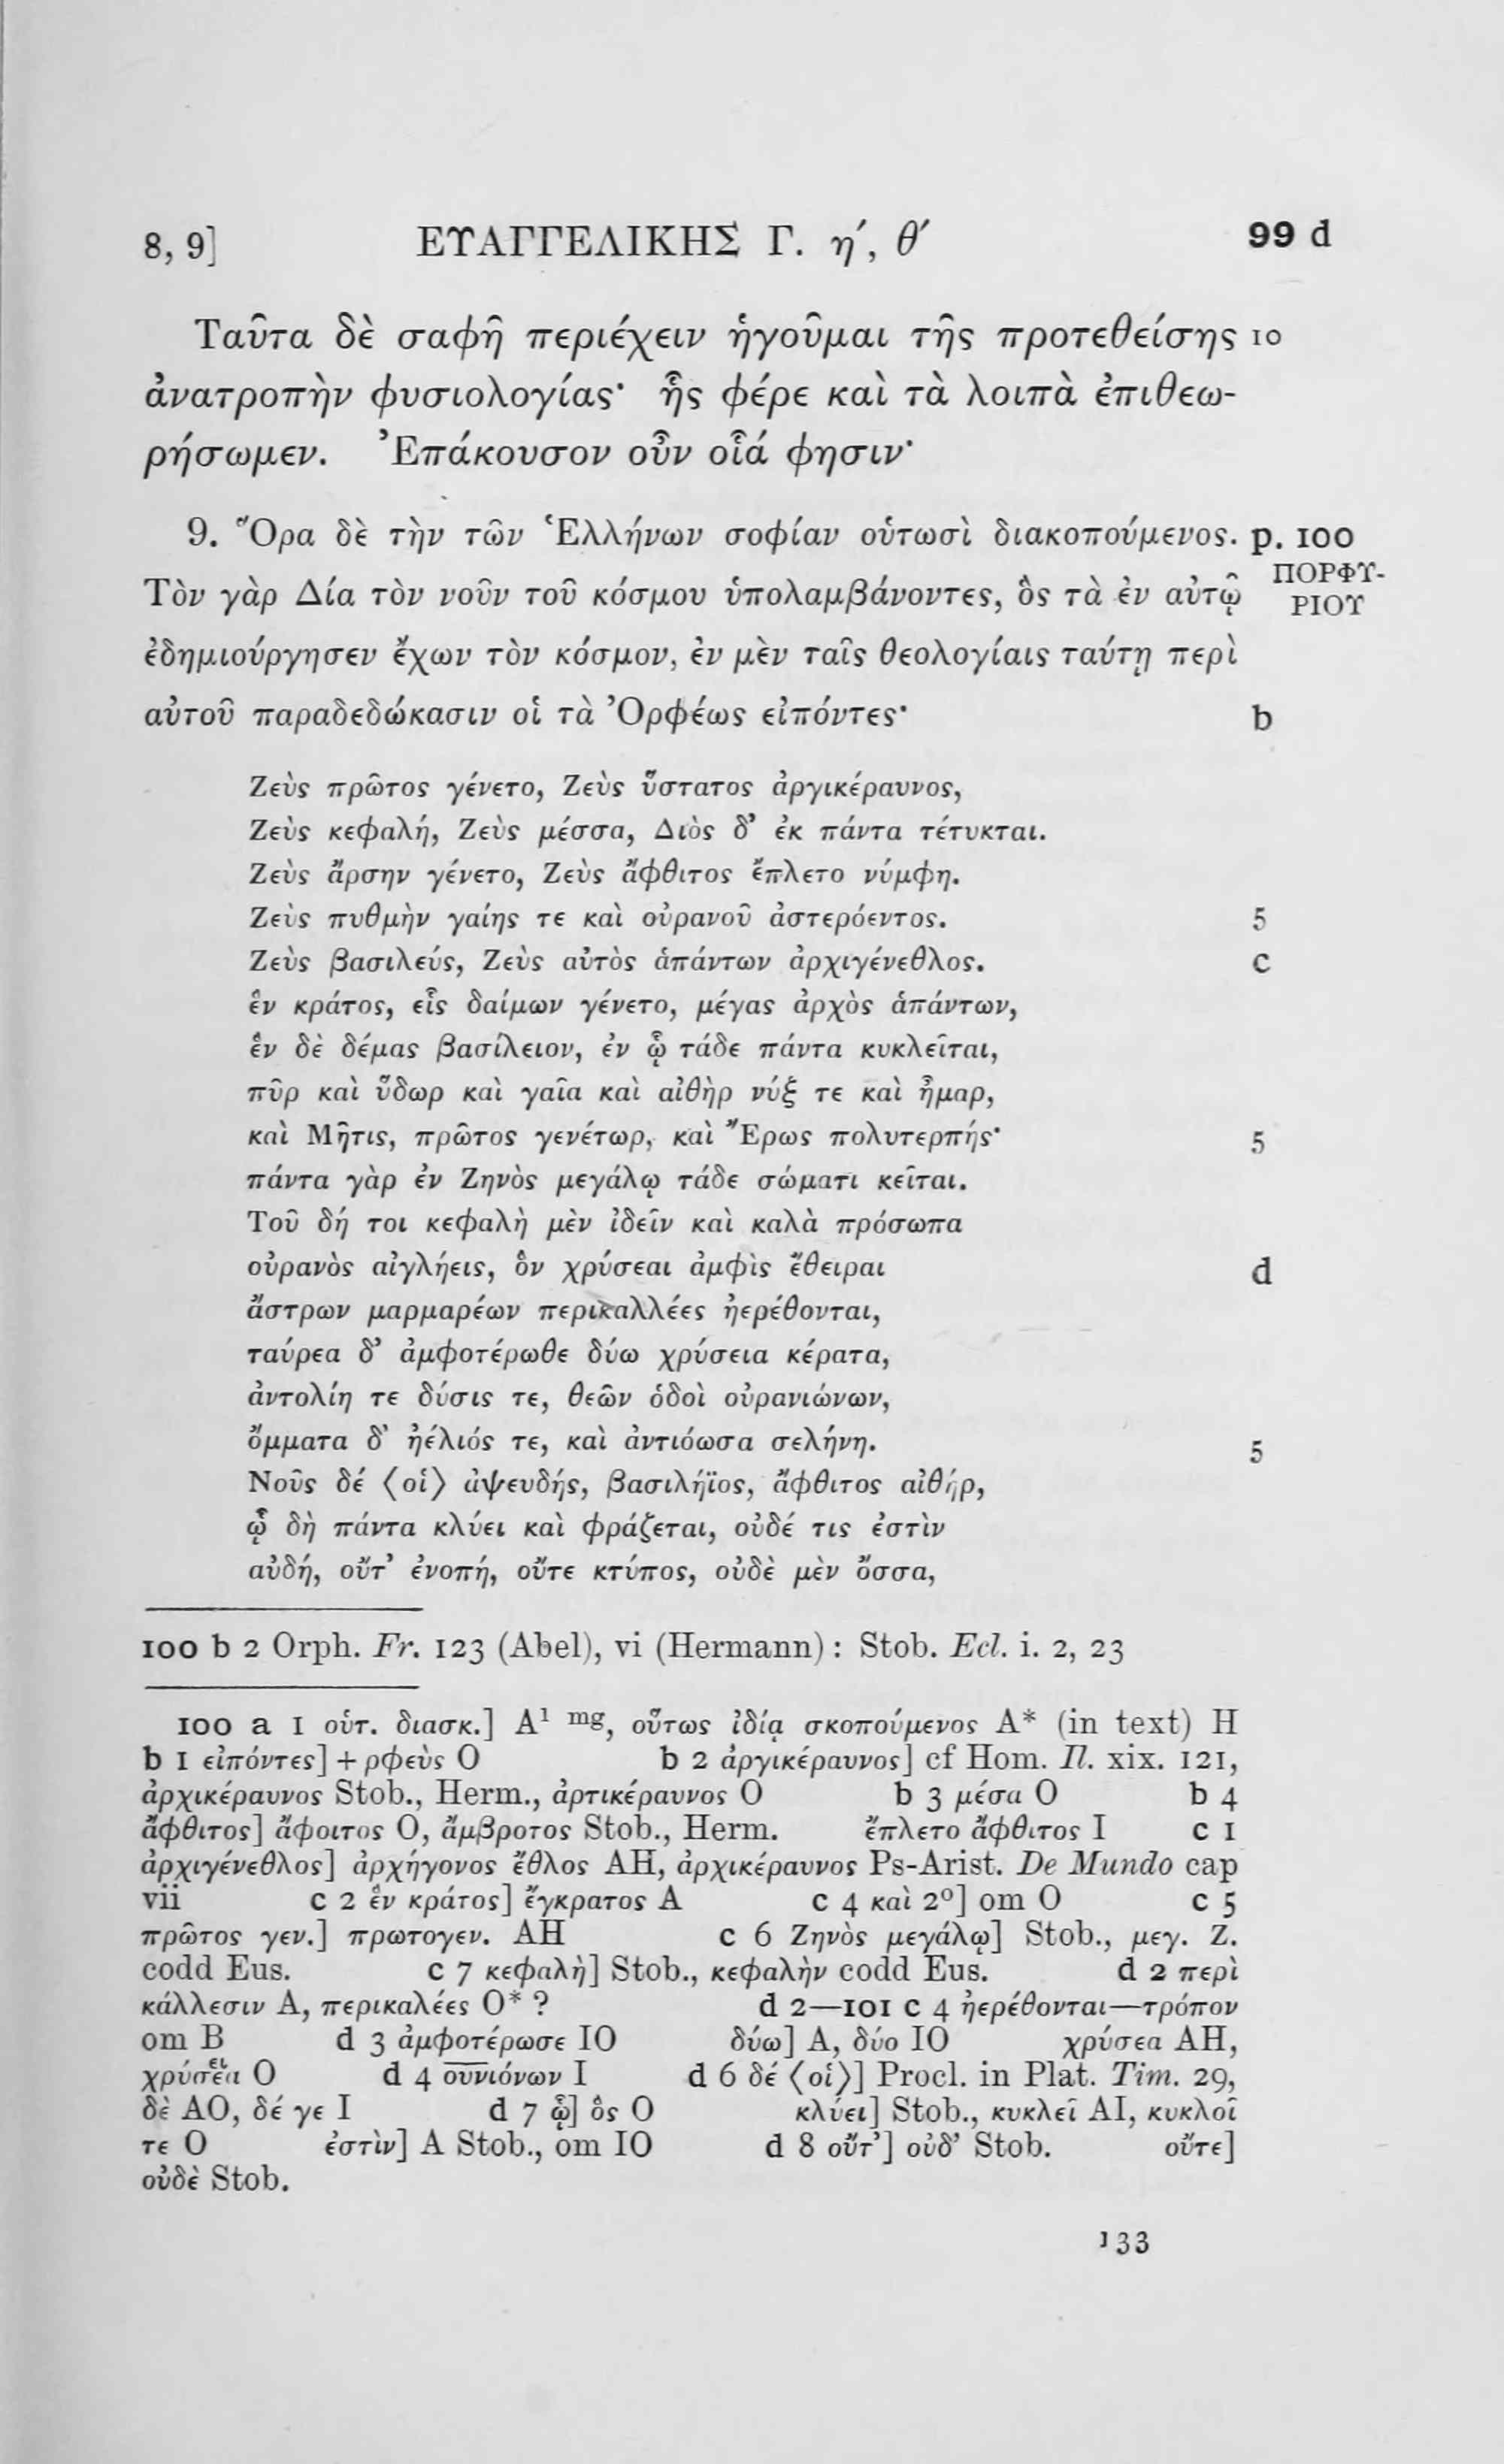 8, 9] ΕΥΑΓΓΕΛΙΚΗΣ Γ. η′, θ′ 99 d
Ταῦτα δὲ σαφῆ περιέχειν ἡγοῦμαι τῆς προτεθείσης 10
ἀνατροπὴν φυσιολογίας· ἧς φέρε καὶ τὰ λοιπὰ ἐπιθεω-
ρήσωμεν. Ἐπάκουσον οὖν οἷά φησιν·
9. Ὅρα δὲ τὴν τῶν Ἑλλήνων σοφίαν οὑτωσὶ διακοπούμενος. p. 100
Τὸν γὰρ Δία τὸν νοῦν τοῦ κόσμου ὑπολαμβάνοντες, ὃς τὰ ἐν αὐτῷ ΠΟΡΦΥ-
ΡΙΟΥ
ἐδημιούργησεν ἔχων τὸν κόσμον, ἐν μὲν ταῖς θεολογίαις ταύτῃ περὶ
αὐτοῦ παραδεδώκασιν οἱ τὰ Ὀρφέως εἰπόντες· b
Ζεὺς πρῶτος γένετο, Ζεὺς ὕστατος ἀργικέραυνος,
Ζεὺς κεφαλή, Ζεὺς μέσσα, Διὸς δ’ ἐκ πάντα τέτυκται.
Ζεὺς ἄρσην γένετο, Ζεὺς ἄφθιτος ἔπλετο νύμφη.
Ζεὺς πυθμὴν γαίης τε καὶ οὐρανοῦ ἀστερόεντος. 5
Ζεὺς βασιλεύς, Ζεὺς αὐτὸς ἁπάντων ἀρχιγένεθλος. c
ἓν κράτος, εἷς δαίμων γένετο, μέγας ἀρχὸς ἁπάντων,
ἓν δὲ δέμας βασίλειον, ἐν ᾧ τάδε πάντα κυκλεῖται,
πῦρ καὶ ὕδωρ καὶ γαῖα καὶ αἰθὴρ νύξ τε καὶ ἦμαρ,
καὶ Μῆτις, πρῶτος γενέτωρ, καὶ Ἔρως πολυτερπής· 5
πάντα γὰρ ἐν Ζηνὸς μεγάλῳ τάδε σώματι κεῖται.
Τοῦ δή τοι κεφαλὴ μὲν ἰδεῖν καὶ καλὰ πρόσωπα
οὐρανὸς αἰγλήεις, ὃν χρύσεαι ἀμφὶς ἔθειραι d
ἄστρων μαρμαρέων περικαλλέες ἠερέθονται,
ταύρεα δ’ ἀμφοτέρωθε δύω χρύσεια κέρατα,
ἀντολίη τε δύσις τε, θεῶν ὁδοὶ οὐρανιώνων,
ὄμματα δ’ ἠέλιός τε, καὶ ἀντιόωσα σελήνη. 5
Νοῦς δέ ⟨οἱ⟩ ἀψευδής, βασιλήϊος, ἄφθιτος αἰθήρ,
ᾧ δὴ πάντα κλύει καὶ φράζεται, οὐδέ τις ἐστὶν
αὐδή, οὔτ’ ἐνοπή, οὔτε κτύπος, οὐδὲ μὲν ὄσσα,
100 b 2 Orph. Fr. 123 (Abel), vi (Hermann): Stob. Ecl. i. 2, 23
100 a 1 οὑτ. διασκ.] A¹ ᵐᵍ, οὕτως ἰδίᾳ σκοπούμενος A* (in text) H
b 1 εἰπόντες] + ρφεὺς O b 2 ἀργικέραυνος] cf Hom. Il. xix. 121,
ἀρχικέραυνος Stob., Herm., ἀρτικέραυνος O b 3 μέσα O b 4
ἄφθιτος] ἄφοιτος O, ἄμβροτος Stob., Herm. ἔπλετο ἄφθιτος I c 1
ἀρχιγένεθλος] ἀρχήγονος ἔθλος AH, ἀρχικέραυνος Ps-Arist. De Mundo cap
vii c 2 ἓν κράτος] ἔγκρατος A c 4 καὶ 2⁰] om O c 5
πρῶτος γεν.] πρωτογεν. AH c 6 Ζηνὸς μεγάλῳ] Stob., μεγ. Ζ.
codd Eus. c 7 κεφαλὴ] Stob., κεφαλὴν codd Eus. d 2 περὶ
κάλλεσιν A, περικαλέες O* ? d 2—101 c 4 ἠερέθονται—τρόπον
om B d 3 ἀμφοτέρωσε IO δύω] A, δύο IO χρύσεα AH,
χρύσεῖα O d 4 ουνιόνων I d 6 δέ ⟨οἱ⟩] Procl. in Plat. Tim. 29,
δὲ AO, δέ γε I d 7 ᾧ] ὃς O κλύει] Stob., κυκλεῖ AI, κυκλοῖ
τε O ἐστὶν] A Stob., om IO d 8 οὔτ’] οὐδ’ Stob. οὔτε]
οὐδὲ Stob.
133